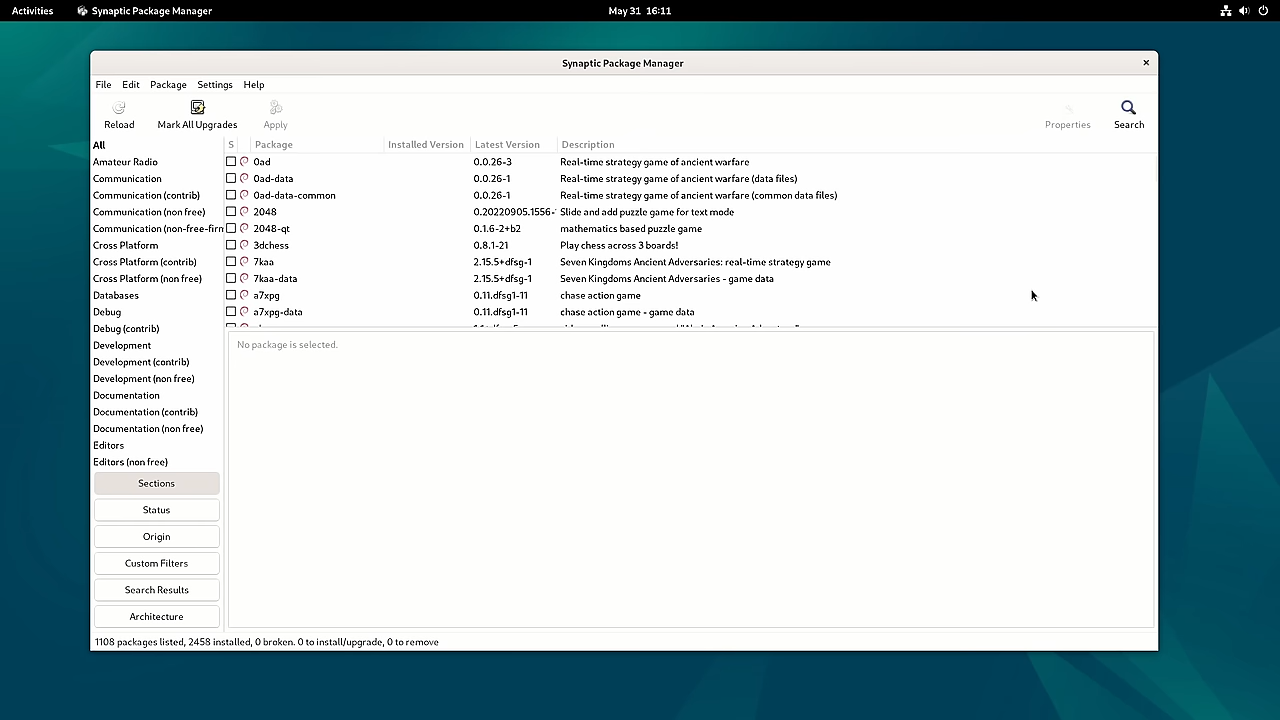 Activities Synaptic Package Manager May 31 16:11
Synaptic Package Manager ×
File Edit Package Settings Help
Reload Mark All Upgrades Apply Properties Search
All
Amateur Radio
Communication
Communication (contrib)
Communication (non free)
Communication (non-free-firm
Cross Platform
Cross Platform (contrib)
Cross Platform (non free)
Databases
Debug
Debug (contrib)
Development
Development (contrib)
Development (non free)
Documentation
Documentation (contrib)
Documentation (non free)
Editors
Editors (non free)
Sections
Status
Origin
Custom Filters
Search Results
Architecture
S Package Installed Version Latest Version Description
0ad 0.0.26-3 Real-time strategy game of ancient warfare
0ad-data 0.0.26-1 Real-time strategy game of ancient warfare (data files)
0ad-data-common 0.0.26-1 Real-time strategy game of ancient warfare (common data files)
2048 0.20220905.1556- Slide and add puzzle game for text mode
2048-qt 0.1.6-2+b2 mathematics based puzzle game
3dchess 0.8.1-21 Play chess across 3 boards!
7kaa 2.15.5+dfsg-1 Seven Kingdoms Ancient Adversaries: real-time strategy game
7kaa-data 2.15.5+dfsg-1 Seven Kingdoms Ancient Adversaries - game data
a7xpg 0.11.dfsg1-11 chase action game
a7xpg-data 0.11.dfsg1-11 chase action game - game data
No package is selected.
1108 packages listed, 2458 installed, 0 broken. 0 to install/upgrade, 0 to remove